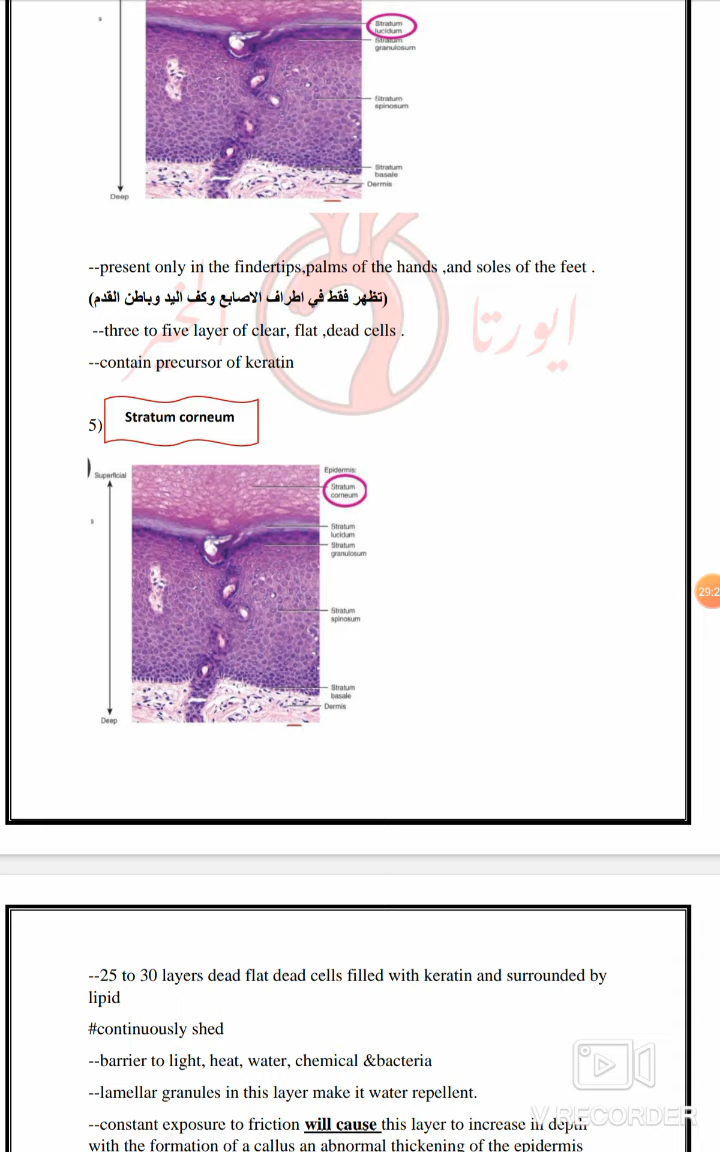 s
Stratum
lucidum
Stratum
granulosum
Stratum
spinosum
Stratum
basale
Dermis
Deep
--present only in the findertips,palms of the hands ,and soles of the feet .
(تظهر فقط في اطراف الاصابع وكف اليد وباطن القدم)
--three to five layer of clear, flat ,dead cells .
--contain precursor of keratin
ايورتا
5) Stratum corneum
)
Superficial
Epidermis:
Stratum
corneum
s
Stratum
lucidum
Stratum
granulosum
29:2
Stratum
spinosum
Stratum
basale
Dermis
Deep
--25 to 30 layers dead flat dead cells filled with keratin and surrounded by
lipid
#continuously shed
--barrier to light, heat, water, chemical &bacteria
--lamellar granules in this layer make it water repellent.
--constant exposure to friction will cause this layer to increase in depth
with the formation of a callus an abnormal thickening of the epidermis
V RECORDER